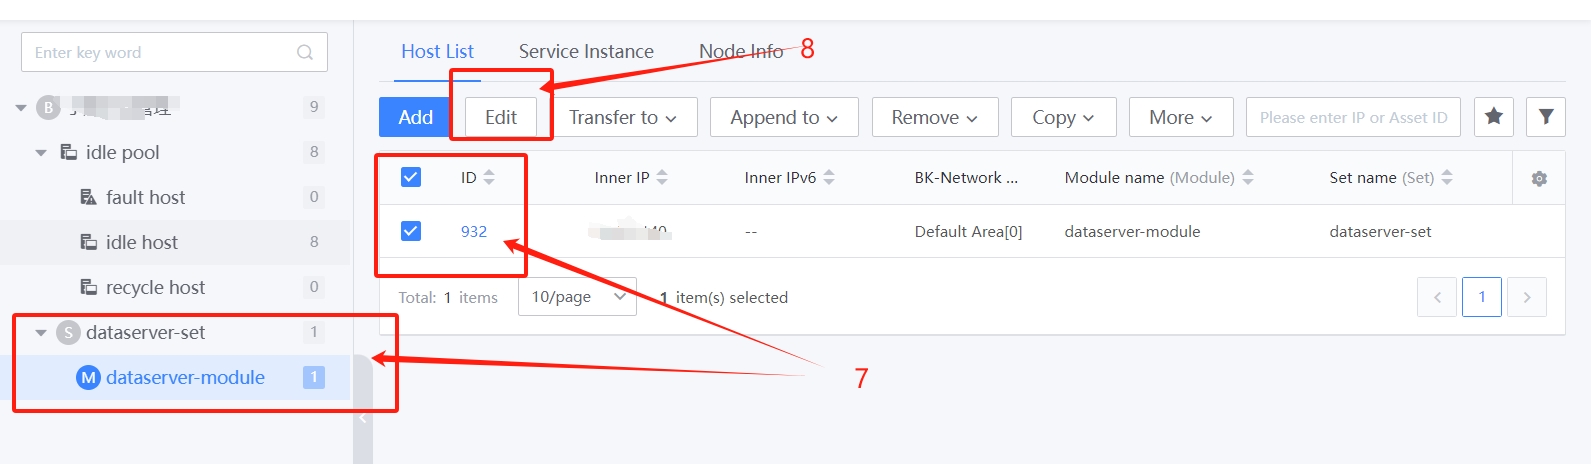 Enter key word
Host List Service Instance Node Info 8
B 管理 9
Add Edit Transfer to Append to Remove Copy More Please enter IP or Asset ID
idle pool 8
ID Inner IP Inner IPv6 BK-Network ... Module name (Module) Set name (Set)
fault host 0
932 -- Default Area[0] dataserver-module dataserver-set
idle host 8
recycle host 0
Total: 1 items 10/page 1 item(s) selected 1
S dataserver-set 1
M dataserver-module 1
7